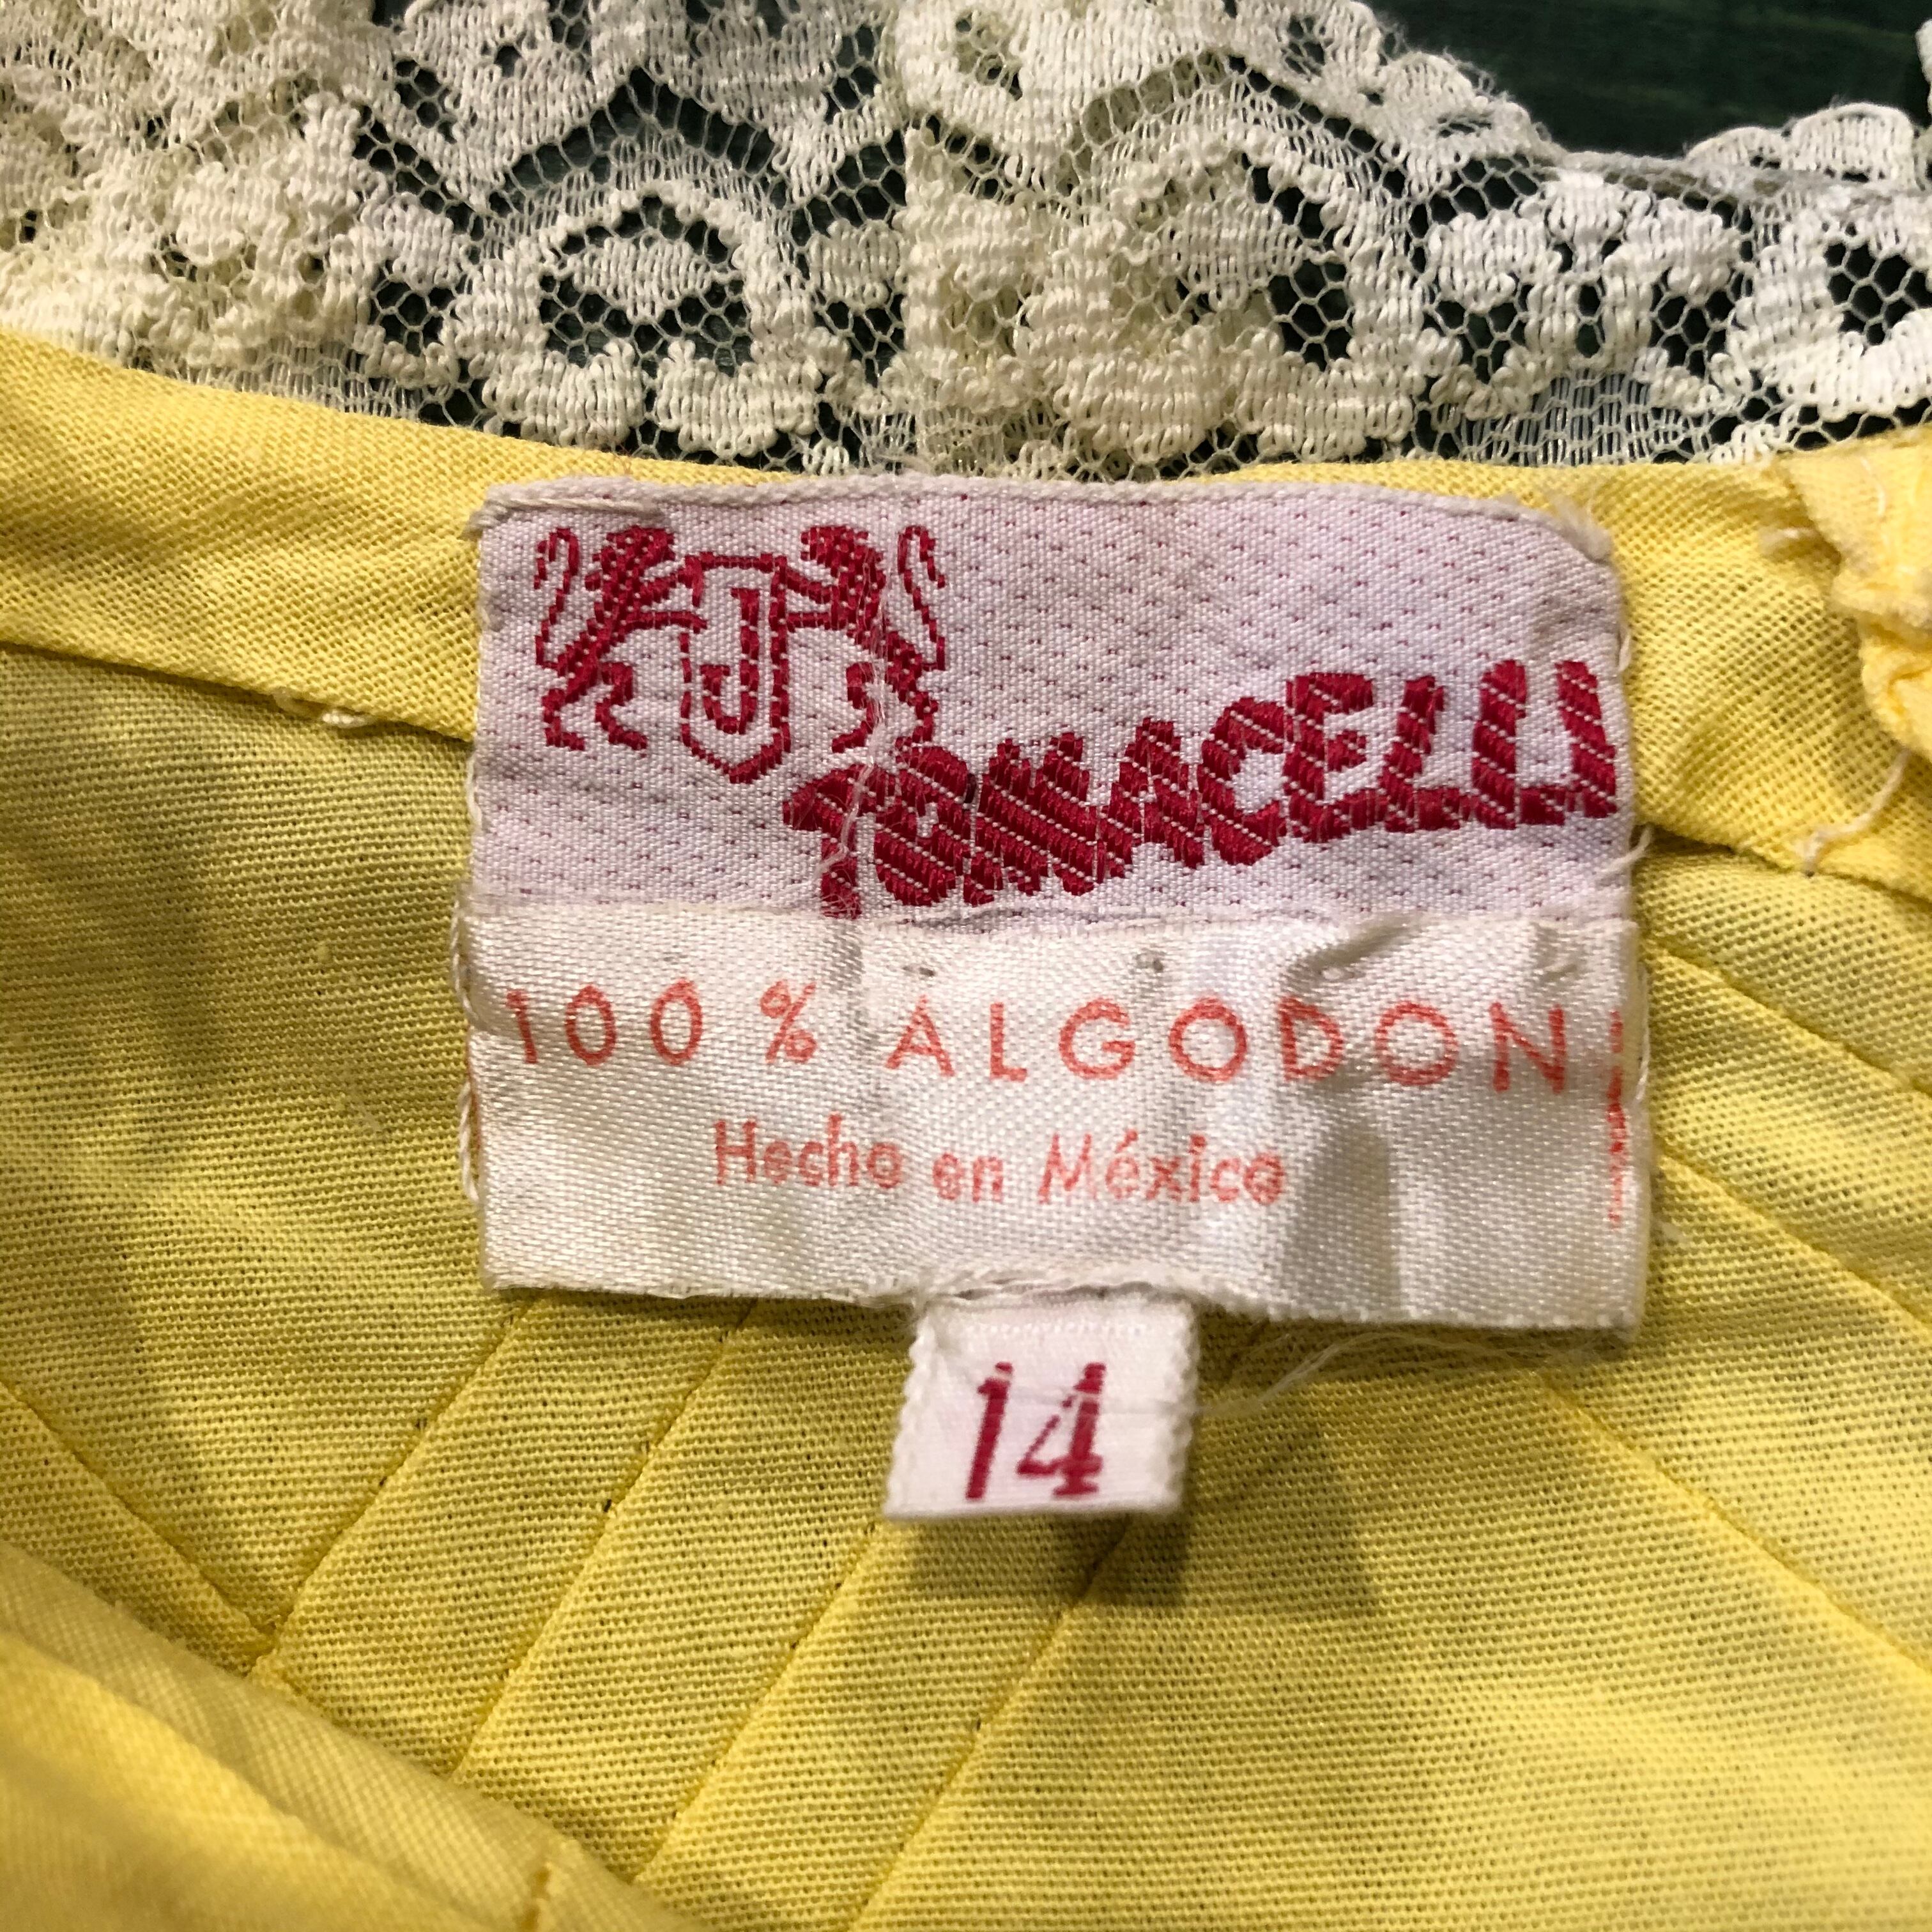 J
TOMACELLI
100% ALGODON
Hecho en México
14